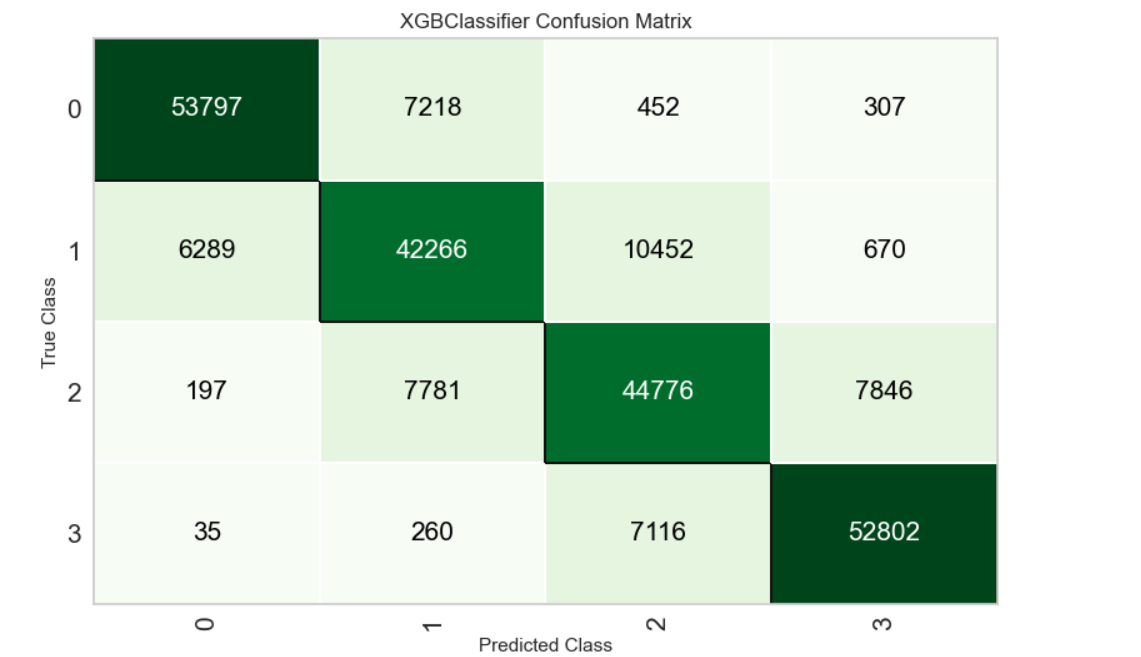 XGBClassifier Confusion Matrix
0 53797 7218 452 307
1 6289 42266 10452 670
2 197 7781 44776 7846
3 35 260 7116 52802
True Class
0 1 2 3
Predicted Class